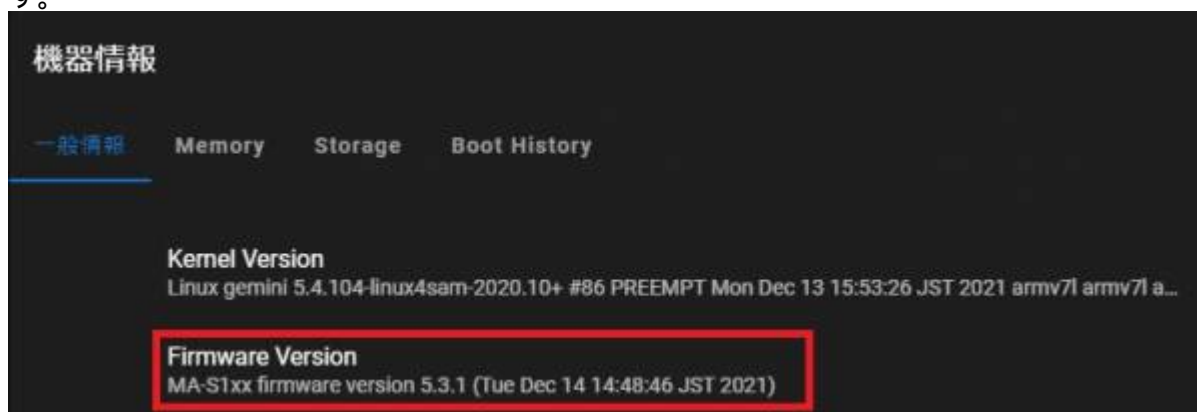 す。
機器情報
一般情報 Memory Storage Boot History
Kernel Version
Linux gemini 5.4.104-linux4sam-2020.10+ #86 PREEMPT Mon Dec 13 15:53:26 JST 2021 armv7l armv7l a...
Firmware Version
MA-S1xx firmware version 5.3.1 (Tue Dec 14 14:48:46 JST 2021)